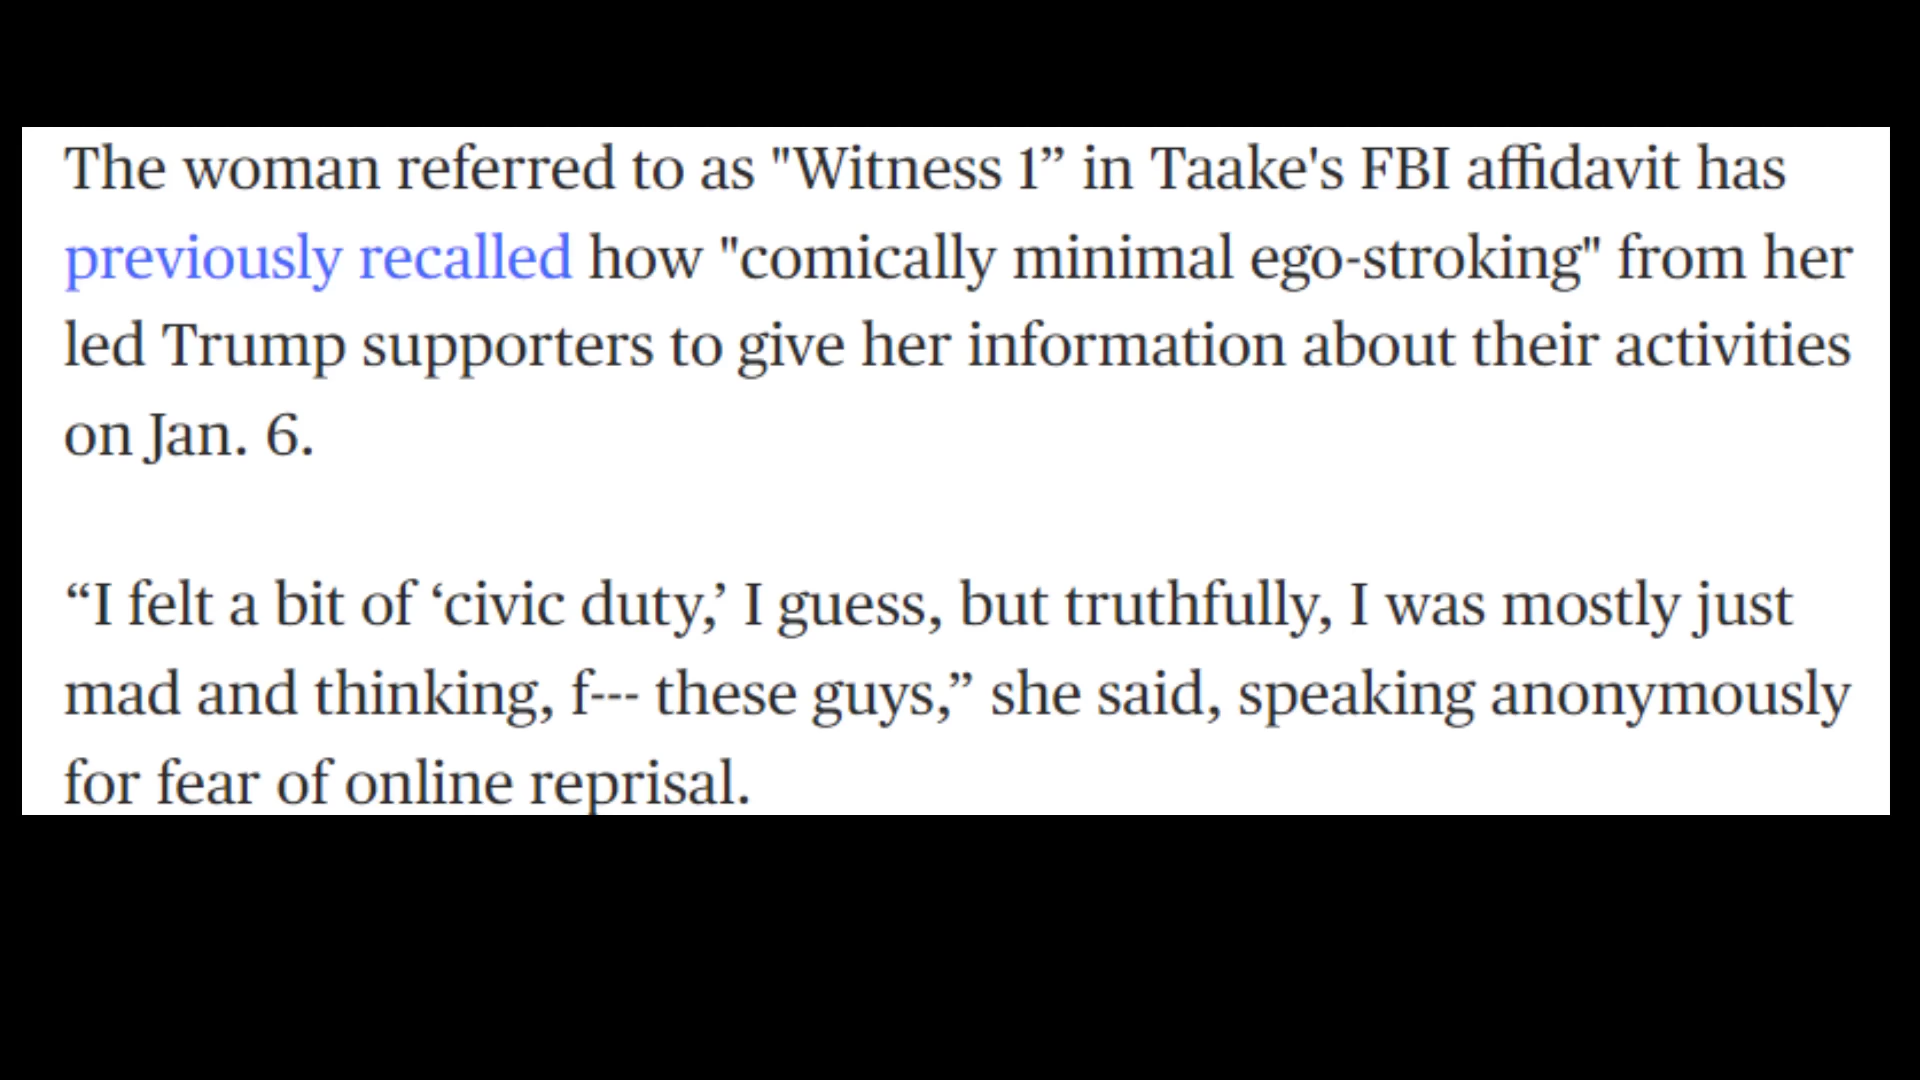 The woman referred to as "Witness 1” in Taake's FBI affidavit has
previously recalled how "comically minimal ego-stroking" from her
led Trump supporters to give her information about their activities
on Jan. 6.
“I felt a bit of ‘civic duty,’ I guess, but truthfully, I was mostly just
mad and thinking, f--- these guys,” she said, speaking anonymously
for fear of online reprisal.